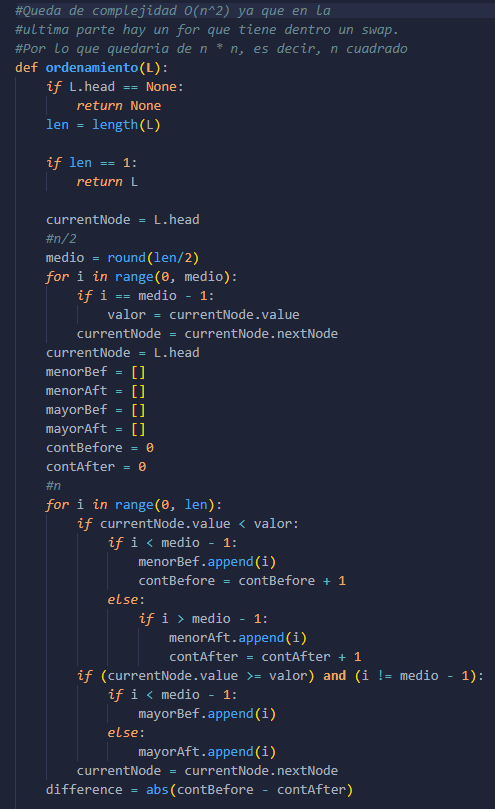 #Queda de complejidad O(n^2) ya que en la
#ultima parte hay un for que tiene dentro un swap.
#Por lo que quedaria de n * n, es decir, n cuadrado
def ordenamiento(L):
    if L.head == None:
        return None
    len = length(L)

    if len == 1:
        return L

    currentNode = L.head
    #n/2
    medio = round(len/2)
    for i in range(0, medio):
        if i == medio - 1:
            valor = currentNode.value
        currentNode = currentNode.nextNode
    currentNode = L.head
    menorBef = []
    menorAft = []
    mayorBef = []
    mayorAft = []
    contBefore = 0
    contAfter = 0
    #n
    for i in range(0, len):
        if currentNode.value < valor:
            if i < medio - 1:
                menorBef.append(i)
                contBefore = contBefore + 1
            else:
                if i > medio - 1:
                    menorAft.append(i)
                    contAfter = contAfter + 1
        if (currentNode.value >= valor) and (i != medio - 1):
            if i < medio - 1:
                mayorBef.append(i)
            else:
                mayorAft.append(i)
        currentNode = currentNode.nextNode
    difference = abs(contBefore - contAfter)